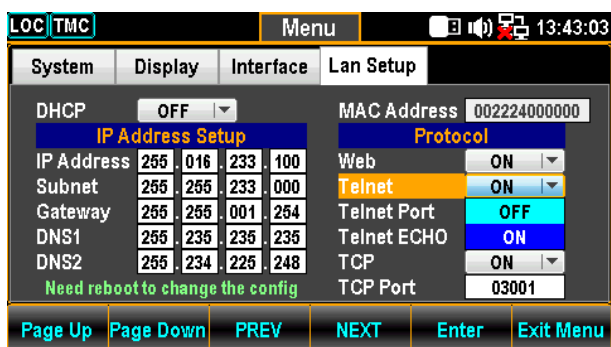 LOC TMC Menu 13:43:03
System Display Interface Lan Setup
DHCP OFF MAC Address 002224000000
IP Address Setup Protocol
IP Address 255 . 016 . 233 . 100 Web ON
Subnet 255 . 255 . 233 . 000 Telnet ON
Gateway 255 . 255 . 001 . 254 Telnet Port OFF
DNS1 255 . 235 . 235 . 235 Telnet ECHO ON
DNS2 255 . 234 . 225 . 248 TCP ON
Need reboot to change the config TCP Port 03001
Page Up Page Down PREV NEXT Enter Exit Menu